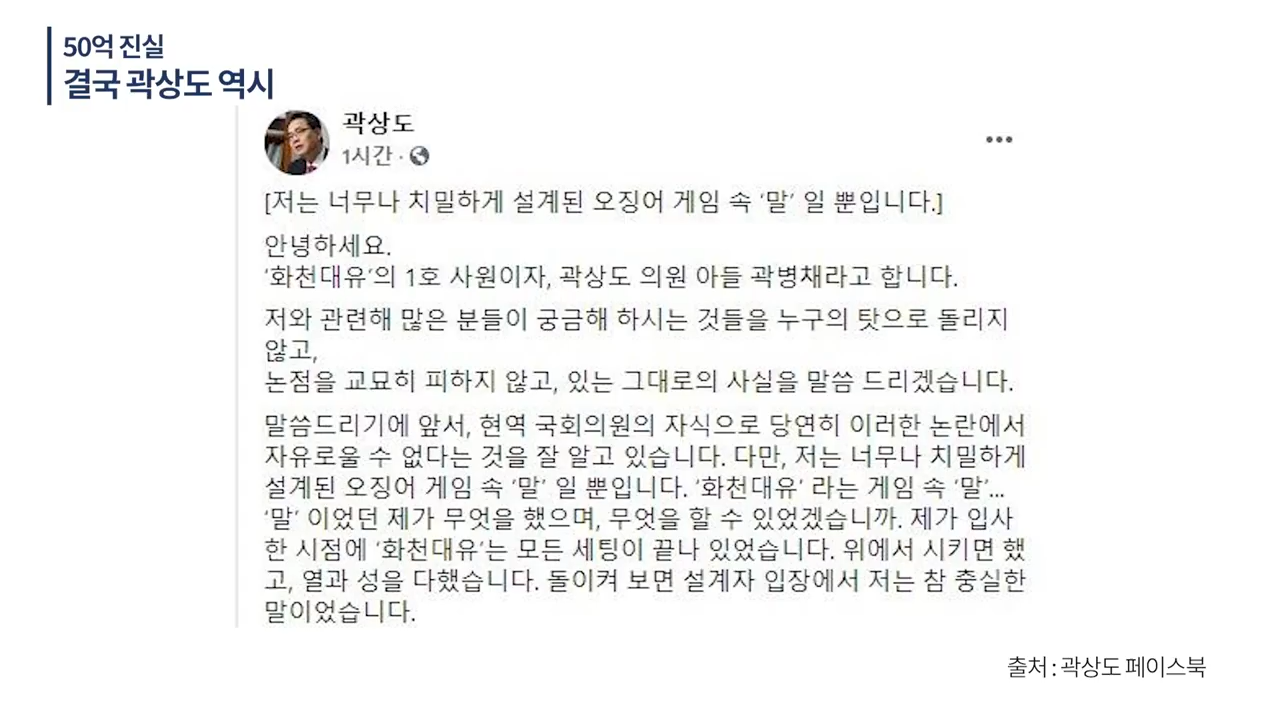 50억 진실
결국 곽상도 역시
곽상도
1시간 ·
[저는 너무나 치밀하게 설계된 오징어 게임 속 ‘말’ 일 뿐입니다.]
안녕하세요.
‘화천대유’의 1호 사원이자, 곽상도 의원 아들 곽병채라고 합니다.
저와 관련해 많은 분들이 궁금해 하시는 것들을 누구의 탓으로 돌리지
않고,
논점을 교묘히 피하지 않고, 있는 그대로의 사실을 말씀 드리겠습니다.
말씀드리기에 앞서, 현역 국회의원의 자식으로 당연히 이러한 논란에서
자유로울 수 없다는 것을 잘 알고 있습니다. 다만, 저는 너무나 치밀하게
설계된 오징어 게임 속 ‘말’ 일 뿐입니다. ‘화천대유’ 라는 게임 속 ‘말’...
‘말’ 이었던 제가 무엇을 했으며, 무엇을 할 수 있었겠습니까. 제가 입사
한 시점에 ‘화천대유’는 모든 세팅이 끝나 있었습니다. 위에서 시키면 했
고, 열과 성을 다했습니다. 돌이켜 보면 설계자 입장에서 저는 참 충실한
말이었습니다.
출처 : 곽상도 페이스북